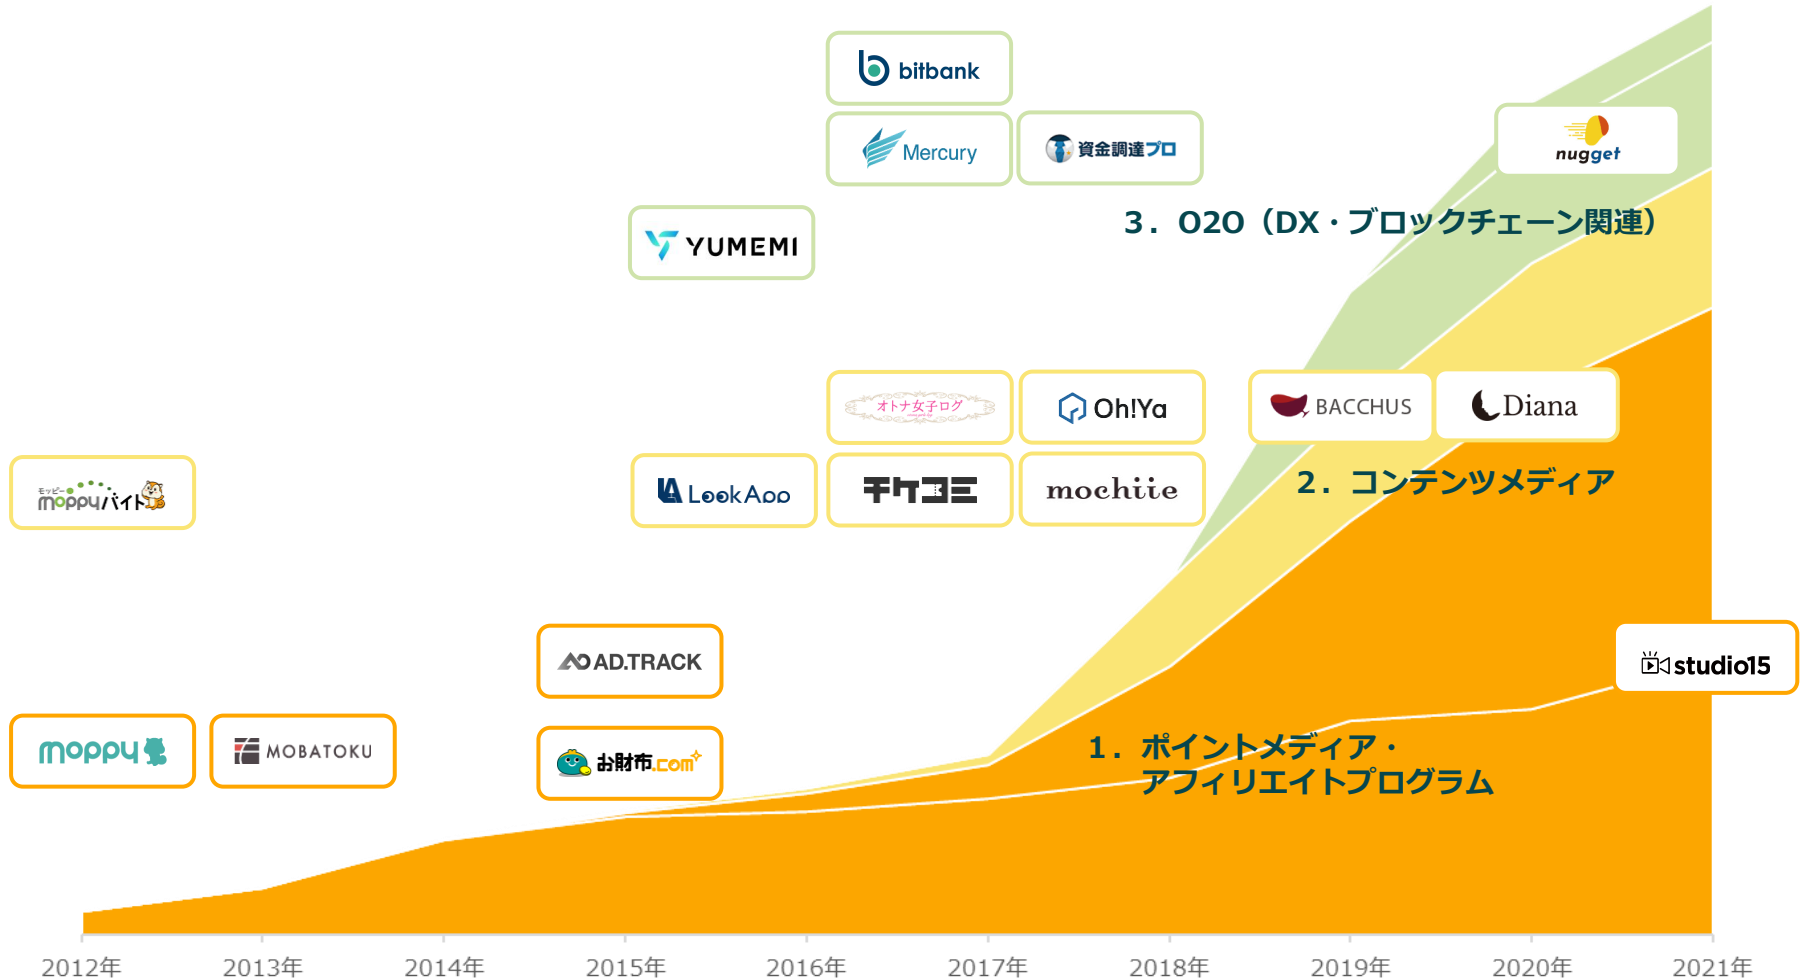 bitbank
Mercury
資金調達プロ
nugget
3. O2O（DX・ブロックチェーン関連）
YUMEMI
オトナ女子ログ
Oh!Ya
BACCHUS
Diana
モッピー
moppyバイト
LookApp
チケコミ
mochiie
2. コンテンツメディア
AD.TRACK
studio15
moppy
MOBATOKU
お財布.com
1. ポイントメディア・
アフィリエイトプログラム
2012年
2013年
2014年
2015年
2016年
2017年
2018年
2019年
2020年
2021年